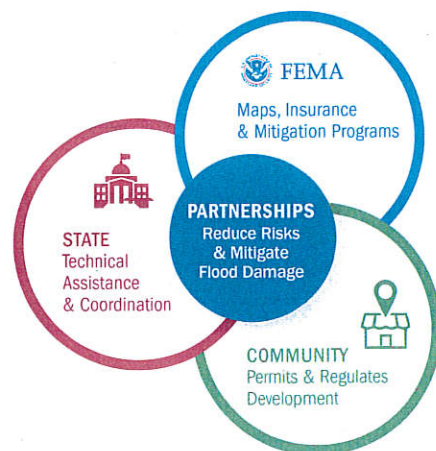 FEMA
Maps, Insurance
& Mitigation Programs
PARTNERSHIPS
Reduce Risks
& Mitigate
Flood Damage
STATE
Technical
Assistance
& Coordination
COMMUNITY
Permits & Regulates
Development